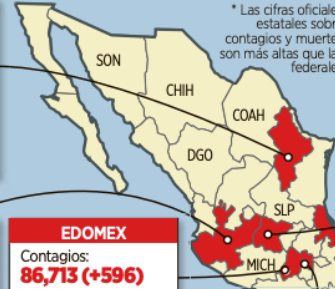 * Las cifras oficiale
estatales sobr
contagios y muerte
son más altas que la
federale
SON
CHIH
COAH
DGO
SLP
MICH
EDOMEX
Contagios:
86,713 (+596)